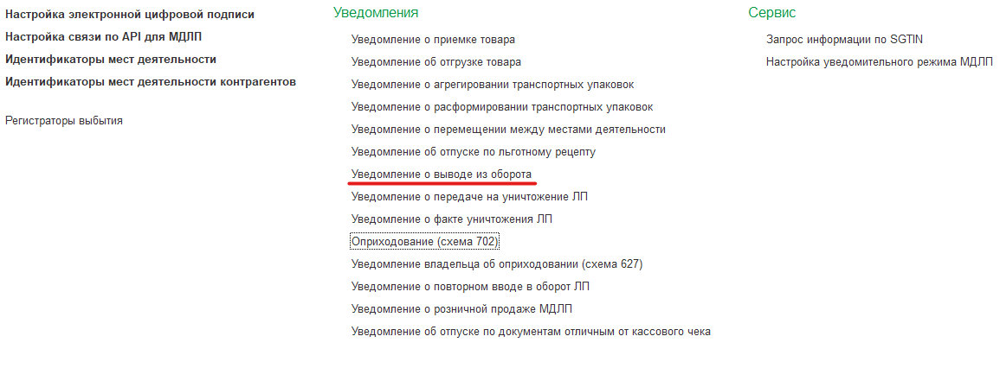 Настройка электронной цифровой подписи
Настройка связи по API для МДЛП
Идентификаторы мест деятельности
Идентификаторы мест деятельности контрагентов
Регистраторы выбытия
Уведомления
Уведомление о приемке товара
Уведомление об отгрузке товара
Уведомление о агрегировании транспортных упаковок
Уведомление о расформировании транспортных упаковок
Уведомление о перемещении между местами деятельности
Уведомление об отпуске по льготному рецепту
Уведомление о выводе из оборота
Уведомление о передаче на уничтожение ЛП
Уведомление о факте уничтожения ЛП
Оприходование (схема 702)
Уведомление владельца об оприходовании (схема 627)
Уведомление о повторном вводе в оборот ЛП
Уведомление о розничной продаже МДЛП
Уведомление об отпуске по документам отличным от кассового чека
Сервис
Запрос информации по SGTIN
Настройка уведомительного режима МДЛП